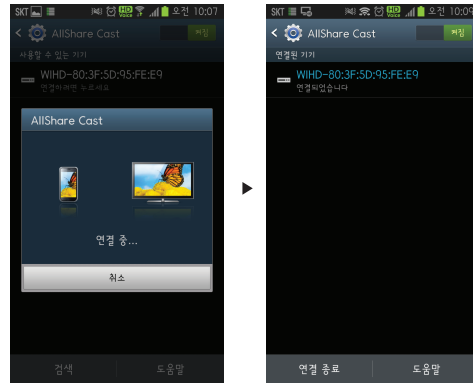 SKT HD Voice 오전 10:07
AllShare Cast 켜짐
사용할 수 있는 기기
WIHD-80:3F:5D:95:FE:E9
연결하려면 누르세요
AllShare Cast
연결 중...
취소
검색 도움말
SKT HD Voice 오전 10:09
AllShare Cast 켜짐
연결된 기기
WIHD-80:3F:5D:95:FE:E9
연결되었습니다
연결 종료 도움말